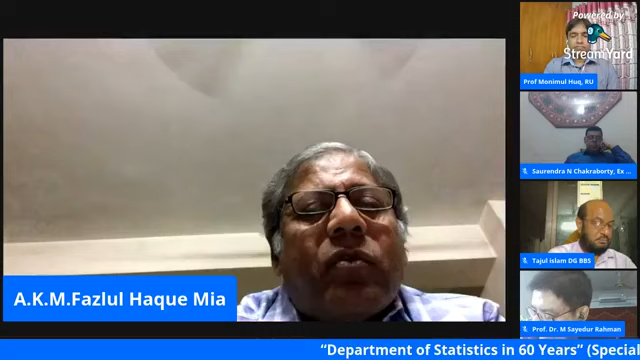 Powered by
StreamYard
Prof Monimul Huq, RU
Saurendra N Chakraborty, Ex ...
Tajul islam DG BBS
Prof. Dr. M Sayedur Rahman
A.K.M.Fazlul Haque Mia
“Department of Statistics in 60 Years“ (Special